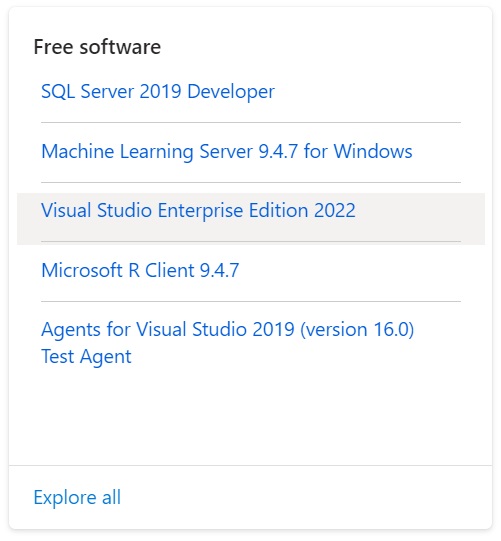 Free software
SQL Server 2019 Developer
Machine Learning Server 9.4.7 for Windows
Visual Studio Enterprise Edition 2022
Microsoft R Client 9.4.7
Agents for Visual Studio 2019 (version 16.0)
Test Agent
Explore all